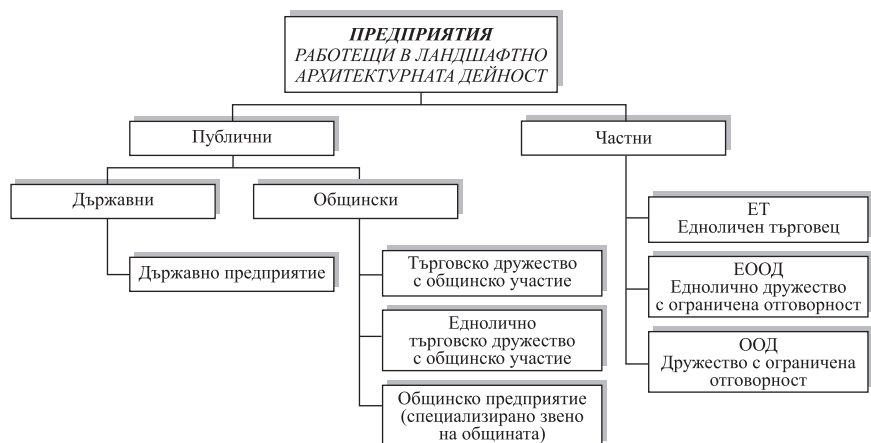 ПРЕДПРИЯТИЯ
РАБОТЕЩИ В ЛАНДШАФТНО
АРХИТЕКТУРНАТА ДЕЙНОСТ
Публични
Частни
Държавни
Общински
Държавно предприятие
Търговско дружество
с общинско участие
Еднолично
търговско дружество
с общинско участие
Общинско предприятие
(специализирано звено
на общината)
ЕТ
Едноличен търговец
ЕООД
Еднолично дружество
с ограничена отговорност
ООД
Дружество с ограничена
отговорност